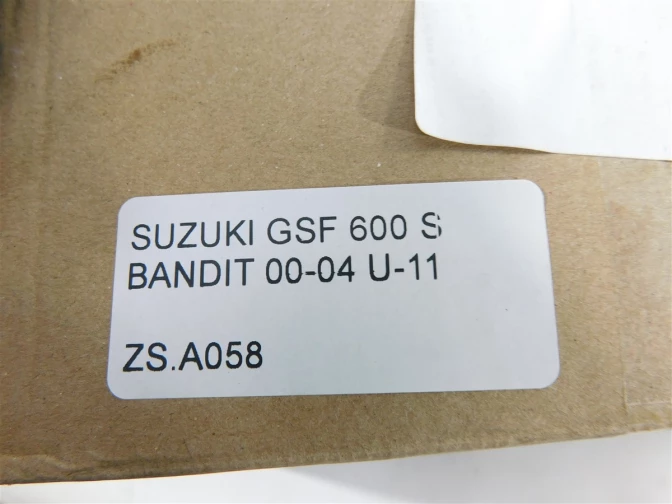 SUZUKI GSF 600 S
BANDIT 00-04 U-11
ZS.A058